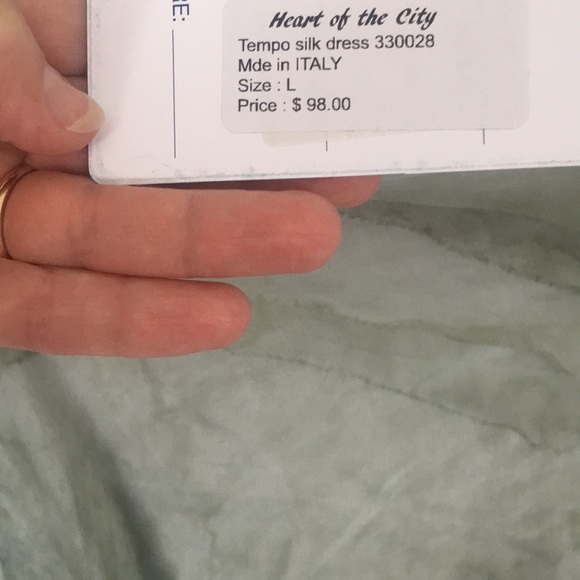 Heart of the City
Tempo silk dress 330028
Mde in ITALY
Size : L
Price : $ 98.00